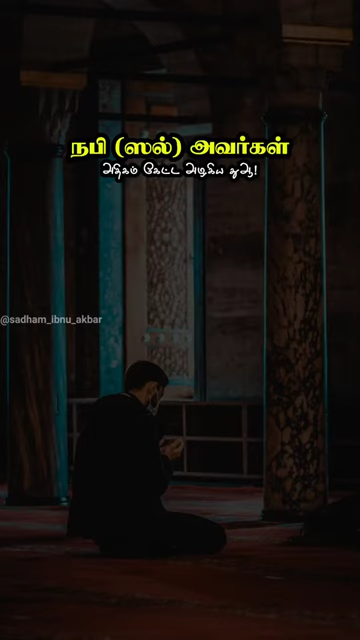 நபி (ஸல்) அவர்கள்
அதிகம் கேட்ட அழகிய துஆ!
@sadham_ibnu_akbar